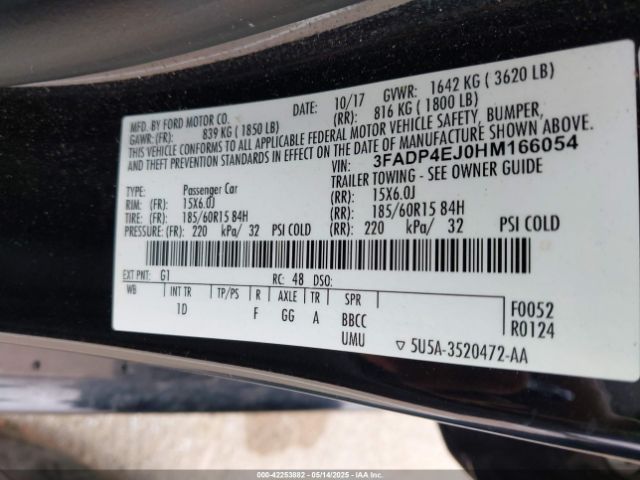 MFD. BY FORD MOTOR CO. DATE: 10/17 GVWR: 1642 KG ( 3620 LB)
GAWR: (FR): 839 KG ( 1850 LB) (RR): 816 KG ( 1800 LB)
THIS VEHICLE CONFORMS TO ALL APPLICABLE FEDERAL MOTOR VEHICLE SAFETY, BUMPER,
AND THEFT PREVENTION STANDARDS IN EFFECT ON THE DATE OF MANUFACTURE SHOWN ABOVE.
VIN: 3FADP4EJ0HM166054
TYPE: Passenger Car TRAILER TOWING - SEE OWNER GUIDE
RIM: (FR) 15X6.0J (RR): 15X6.0J
TIRE: (FR) 185/60R15 84H (RR): 185/60R15 84H
PRESSURE: (FR) 220 kPa/ 32 PSI COLD (RR): 220 kPa/ 32 PSI COLD
EXT PNT: G1 RC: 48 DSO:
WB INT TR TP/PS R AXLE TR SPR
1D F GG A BBCC
UMU
F0052
R0124
5U5A-3520472-AA
000-42253882 | 05/14/2025 | IAA Inc.